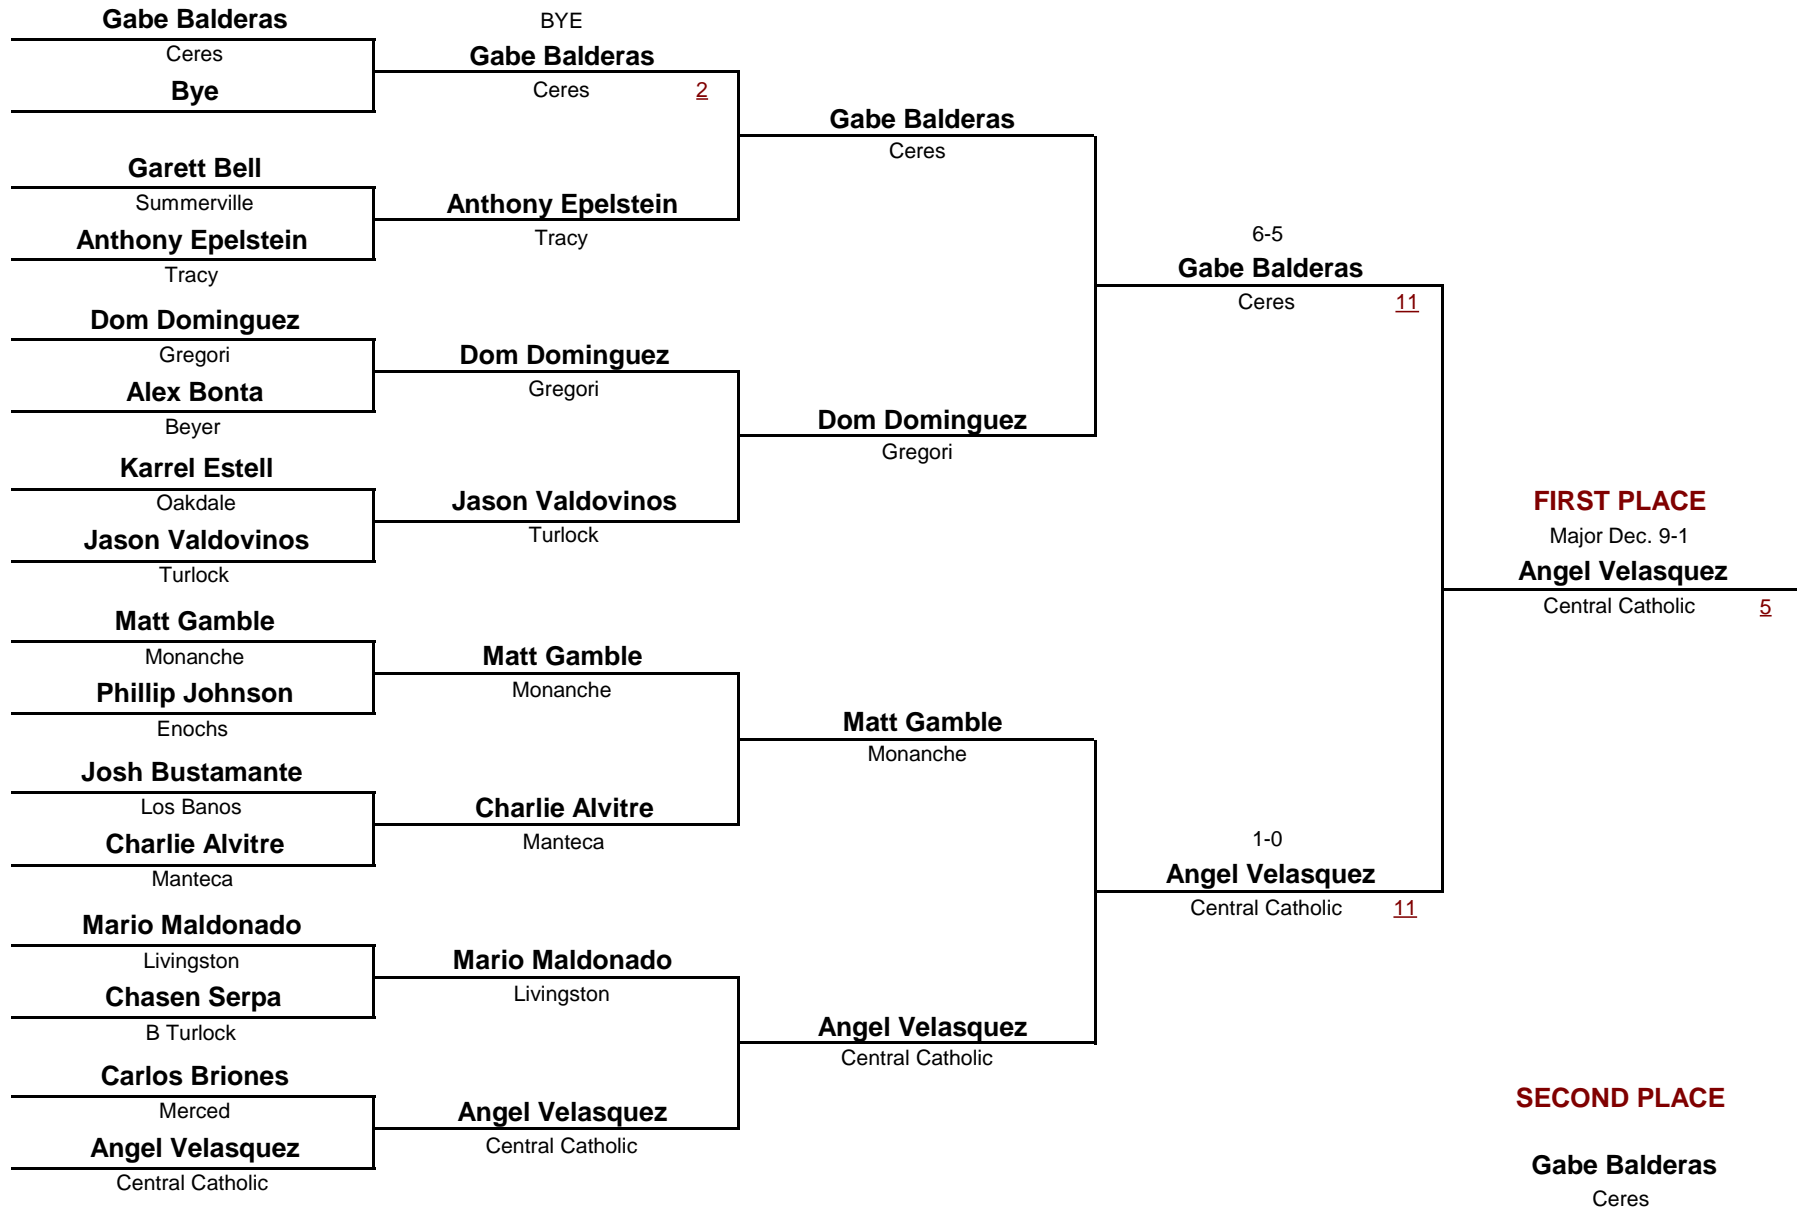 Gabe Balderas
Ceres
Bye
Garett Bell
Summerville
Anthony Epelstein
Tracy
Dom Dominguez
Gregori
Alex Bonta
Beyer
Karrel Estell
Oakdale
Jason Valdovinos
Turlock
Matt Gamble
Monanche
Phillip Johnson
Enochs
Josh Bustamante
Los Banos
Charlie Alvitre
Manteca
Mario Maldonado
Livingston
Chasen Serpa
B Turlock
Carlos Briones
Merced
Angel Velasquez
Central Catholic
BYE
Gabe Balderas
Ceres 2
Anthony Epelstein
Tracy
Dom Dominguez
Gregori
Jason Valdovinos
Turlock
Matt Gamble
Monanche
Charlie Alvitre
Manteca
Mario Maldonado
Livingston
Angel Velasquez
Central Catholic
Gabe Balderas
Ceres
Dom Dominguez
Gregori
Matt Gamble
Monanche
Angel Velasquez
Central Catholic
6-5
Gabe Balderas
Ceres 11
1-0
Angel Velasquez
Central Catholic 11
FIRST PLACE
Major Dec. 9-1
Angel Velasquez
Central Catholic 5
SECOND PLACE
Gabe Balderas
Ceres